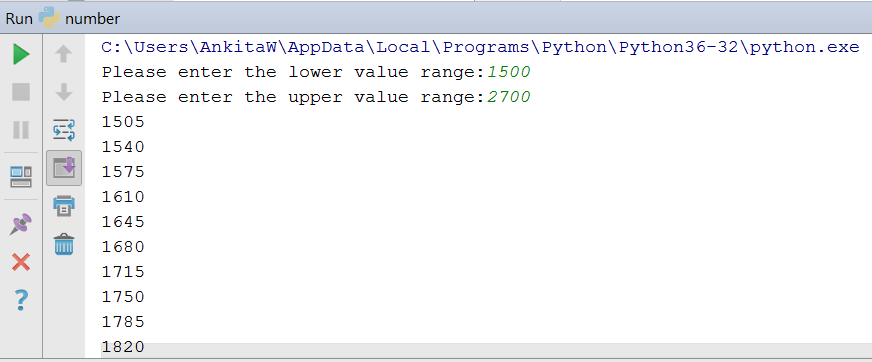 Run number
C:\Users\AnkitaW\AppData\Local\Programs\Python\Python36-32\python.exe
Please enter the lower value range:1500
Please enter the upper value range:2700
1505
1540
1575
1610
1645
1680
1715
1750
1785
1820
?